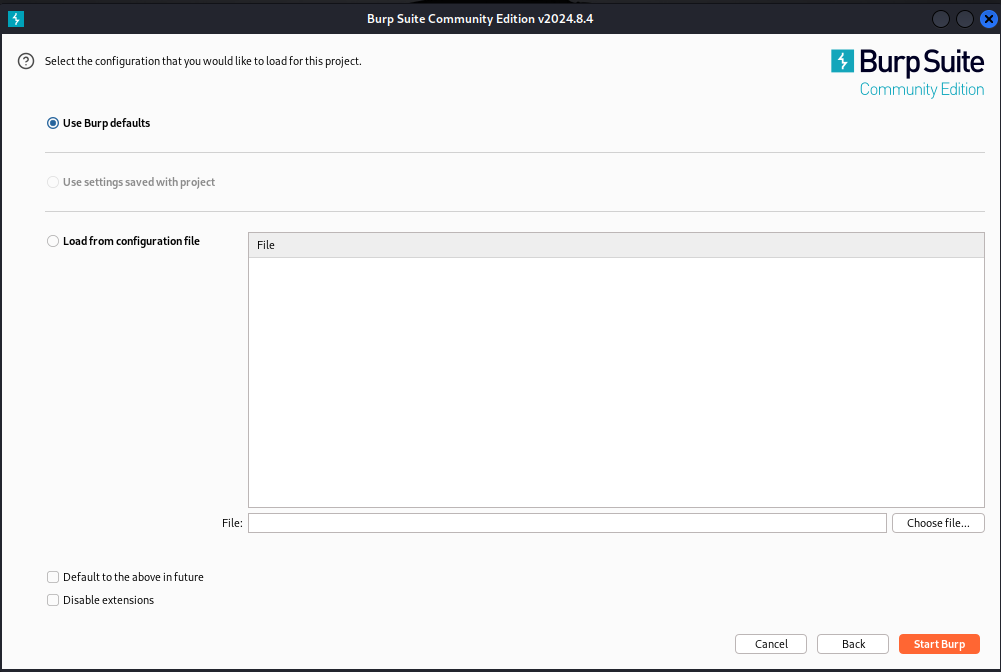 Burp Suite Community Edition v2024.8.4
Select the configuration that you would like to load for this project.
Burp Suite
Community Edition
Use Burp defaults
Use settings saved with project
Load from configuration file
File
File:
Choose file...
Default to the above in future
Disable extensions
Cancel
Back
Start Burp